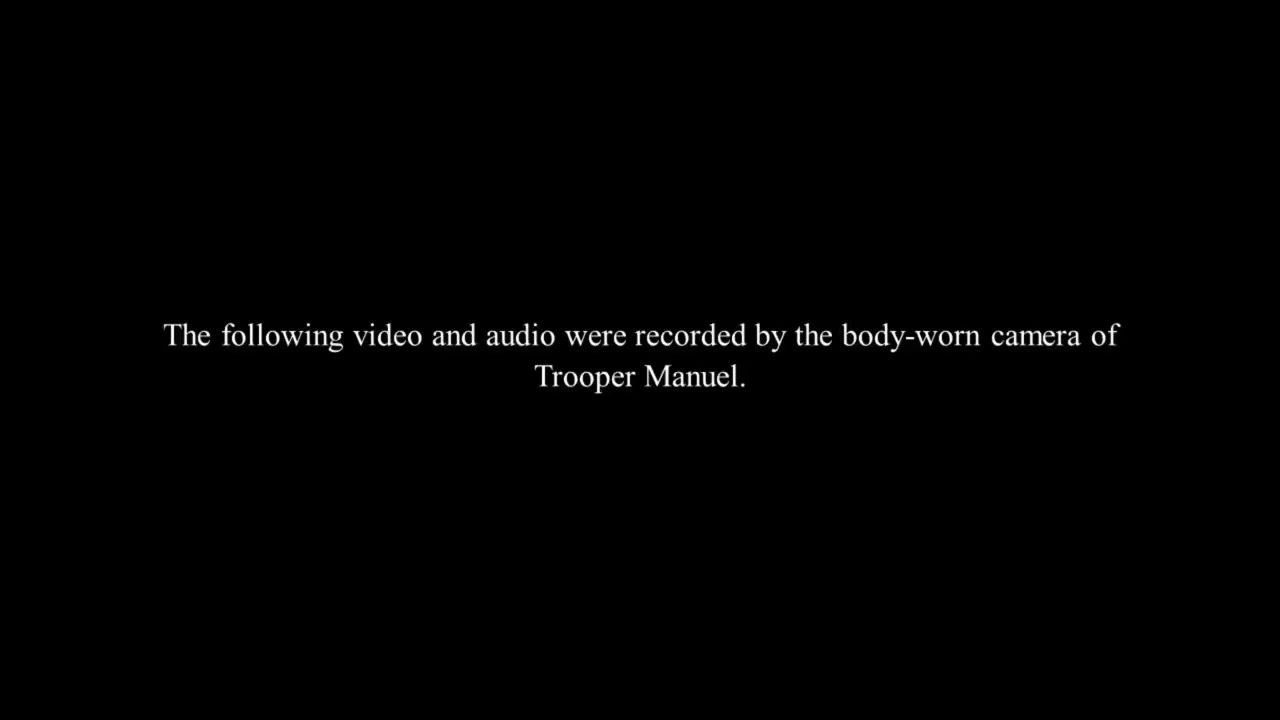 The following video and audio were recorded by the body-worn camera of
Trooper Manuel.